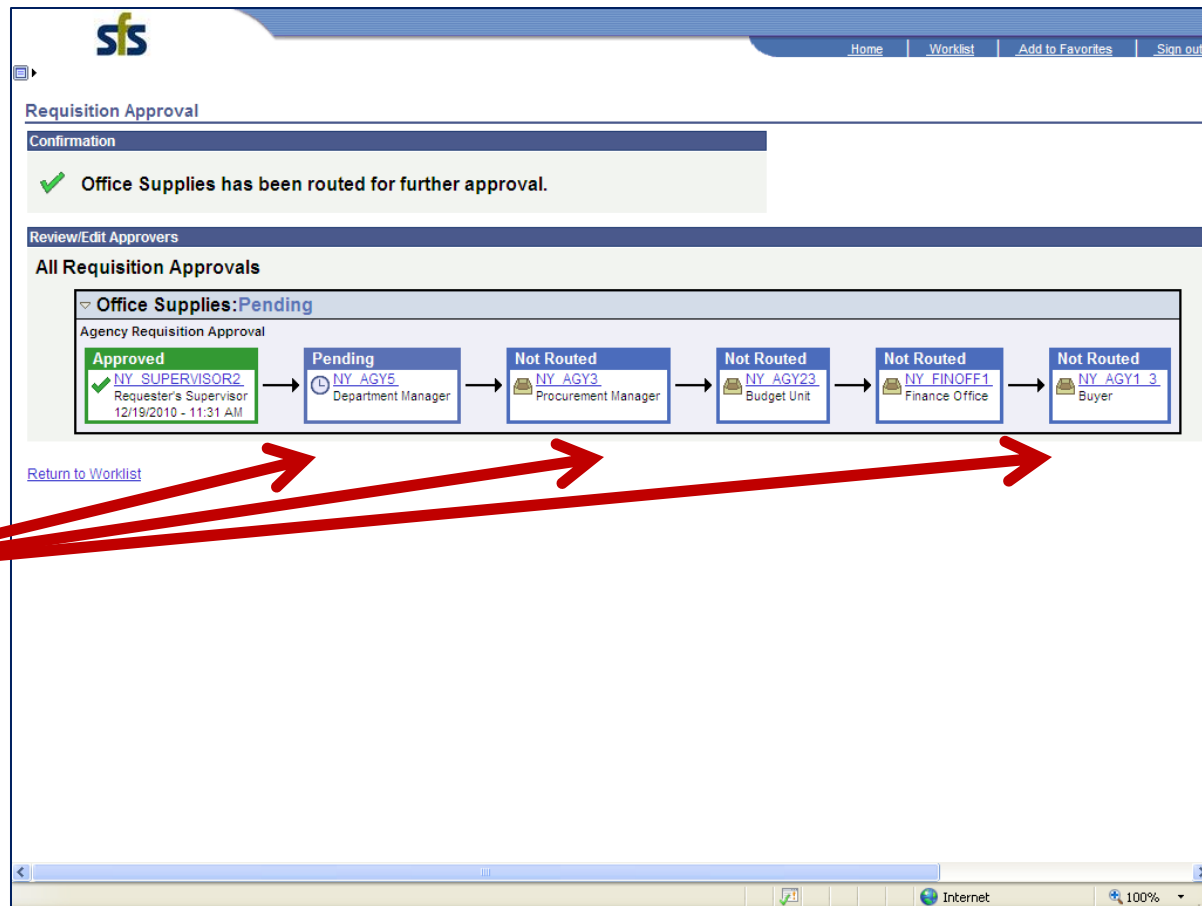 sfs
Home Worklist Add to Favorites Sign out
Requisition Approval
Confirmation
Office Supplies has been routed for further approval.
Review/Edit Approvers
All Requisition Approvals
Office Supplies:Pending
Agency Requisition Approval
Approved
NY_SUPERVISOR2
Requester's Supervisor
12/19/2010 - 11:31 AM
Pending
NY_AGY5
Department Manager
Not Routed
NY_AGY3
Procurement Manager
Not Routed
NY_AGY23
Budget Unit
Not Routed
NY_FINOFF1
Finance Office
Not Routed
NY_AGY1_3
Buyer
Return to Worklist
Internet 100%